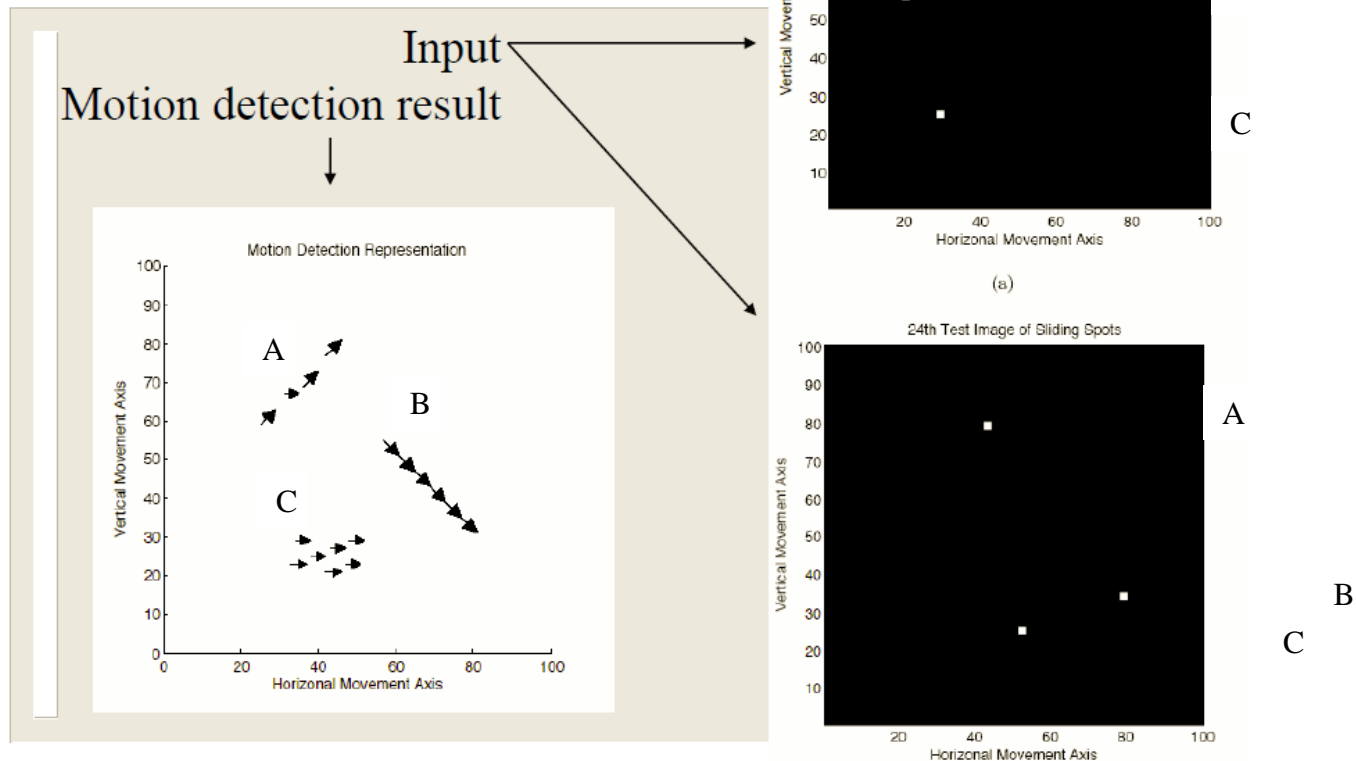 Input
Motion detection result
Motion Detection Representation
100
90
80
70
60
50
40
30
20
10
0
0 20 40 60 80 100
Vertical Movement Axis
Horizonal Movement Axis
A
B
C
50
40
30
20
10
20 40 60 80 100
Vertical
Horizonal Movement Axis
C
(a)
24th Test Image of Sliding Spots
100
90
80
70
60
50
40
30
20
10
20 40 60 80 100
Vertical Movement Axis
Horizonal Movement Axis
A
B
C